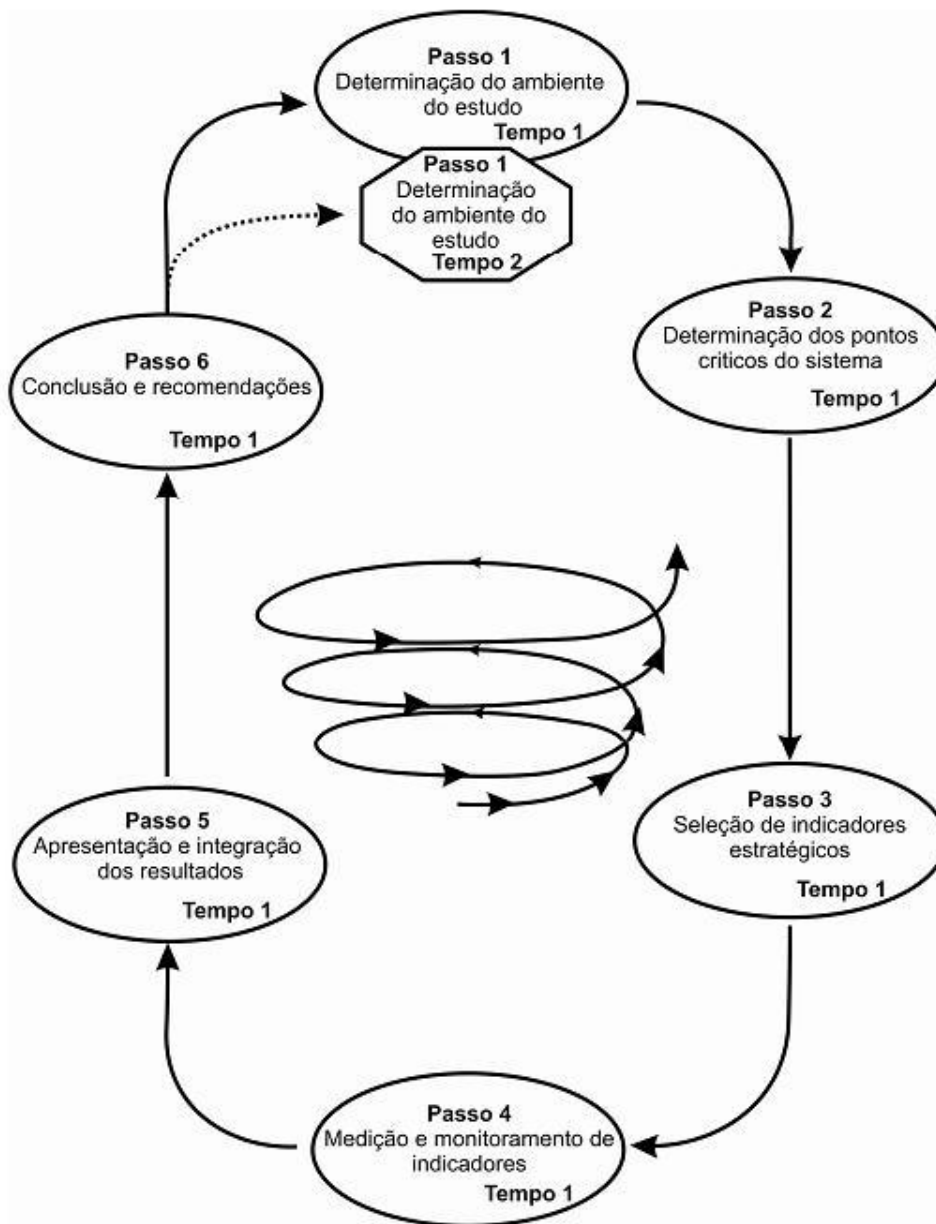 Passo 1
Determinação do ambiente
do estudo
Tempo 1
Passo 1
Determinação
do ambiente do
estudo
Tempo 2
Passo 2
Determinação dos pontos
criticos do sistema
Tempo 1
Passo 3
Seleção de indicadores
estratégicos
Tempo 1
Passo 4
Medição e monitoramento de
indicadores
Tempo 1
Passo 5
Apresentação e integração
dos resultados
Tempo 1
Passo 6
Conclusão e recomendações
Tempo 1